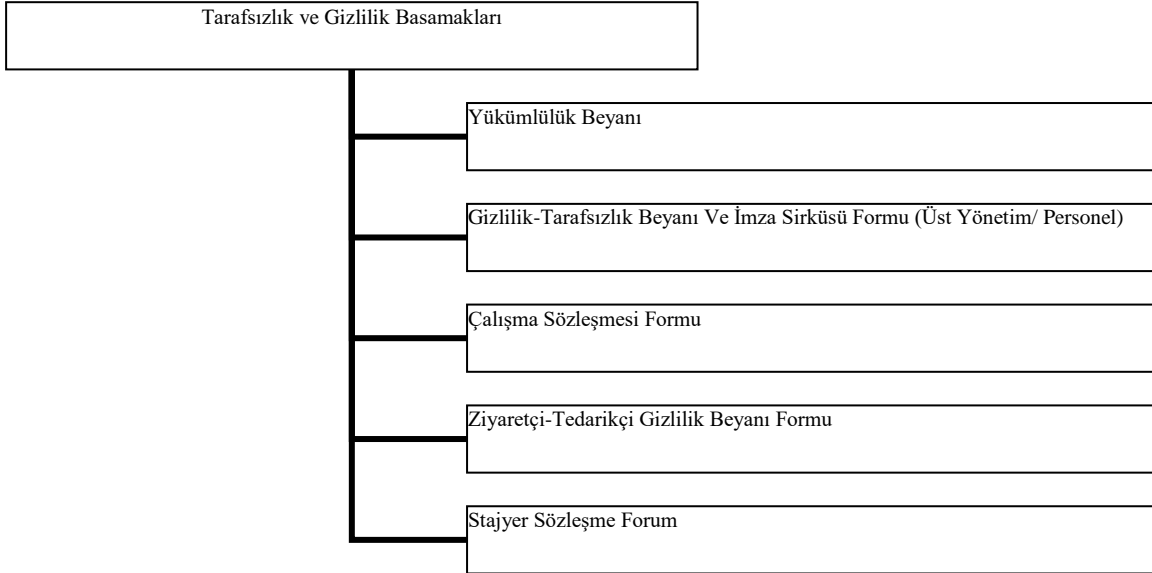 Tarafsızlık ve Gizlilik Basamakları
Yükümlülük Beyanı
Gizlilik-Tarafsızlık Beyanı Ve İmza Sirküsü Formu (Üst Yönetim/ Personel)
Çalışma Sözleşmesi Formu
Ziyaretçi-Tedarikçi Gizlilik Beyanı Formu
Stajyer Sözleşme Forum